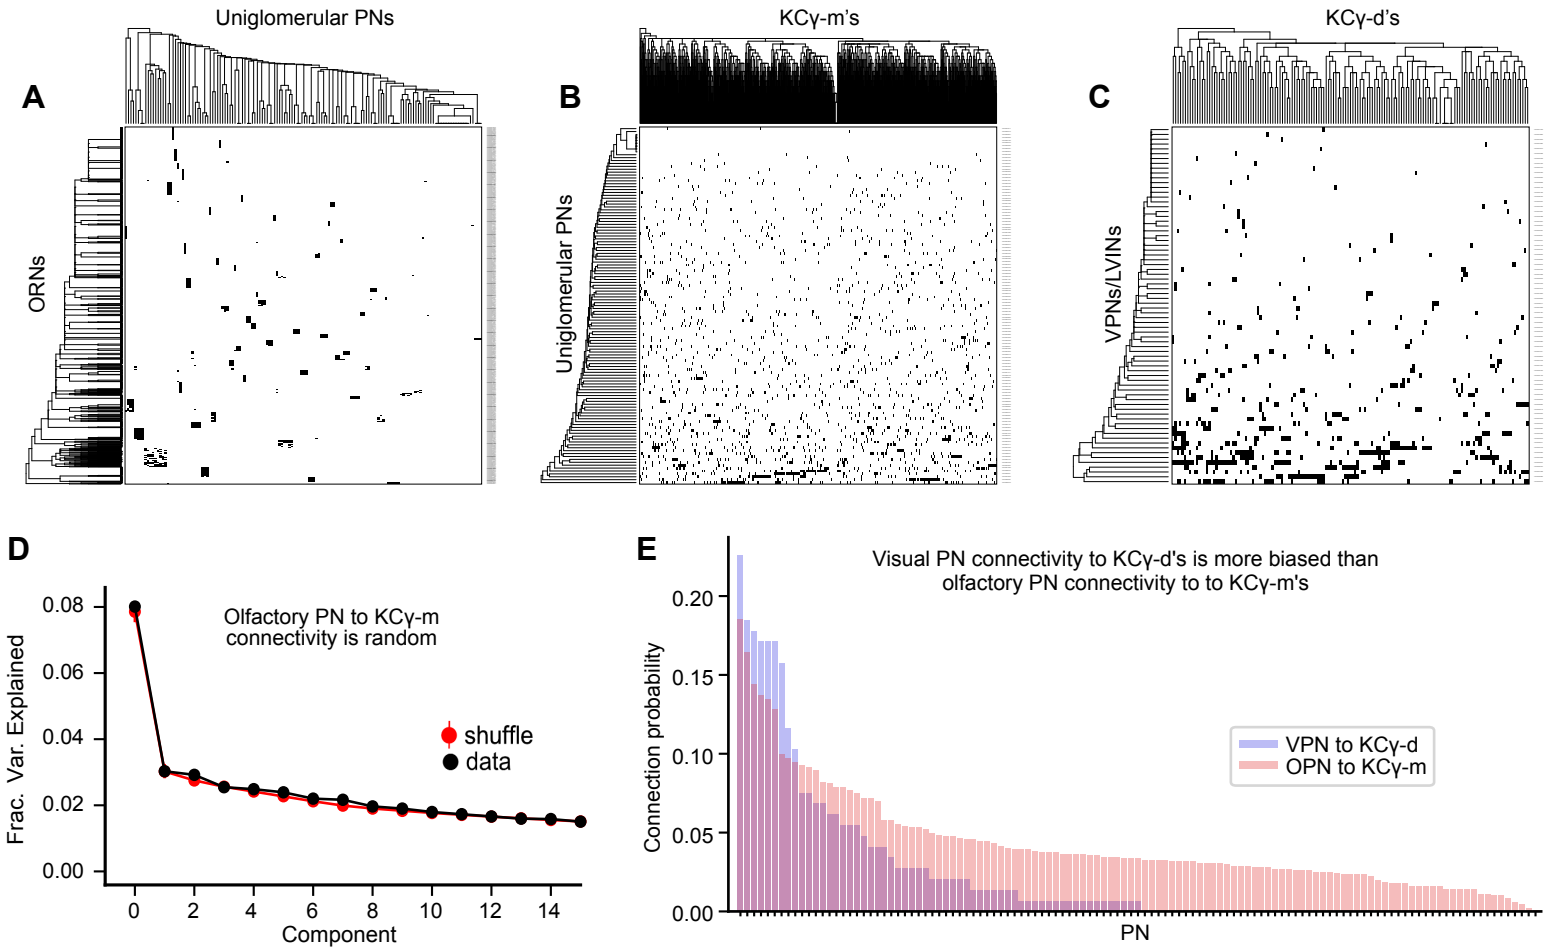 Uniglomerular PNs
KCγ-m's
KCγ-d's
A
B
C
ORNs
Uniglomerular PNs
VPNs/LVINs
D
E
Olfactory PN to KCγ-m
connectivity is random
Frac. Var. Explained
0.08
0.06
0.04
0.02
0.00
shuffle
data
0 2 4 6 8 10 12 14
Component
Visual PN connectivity to KCγ-d's is more biased than
olfactory PN connectivity to to KCγ-m's
Connection probability
0.20
0.15
0.10
0.05
0.00
VPN to KCγ-d
OPN to KCγ-m
PN